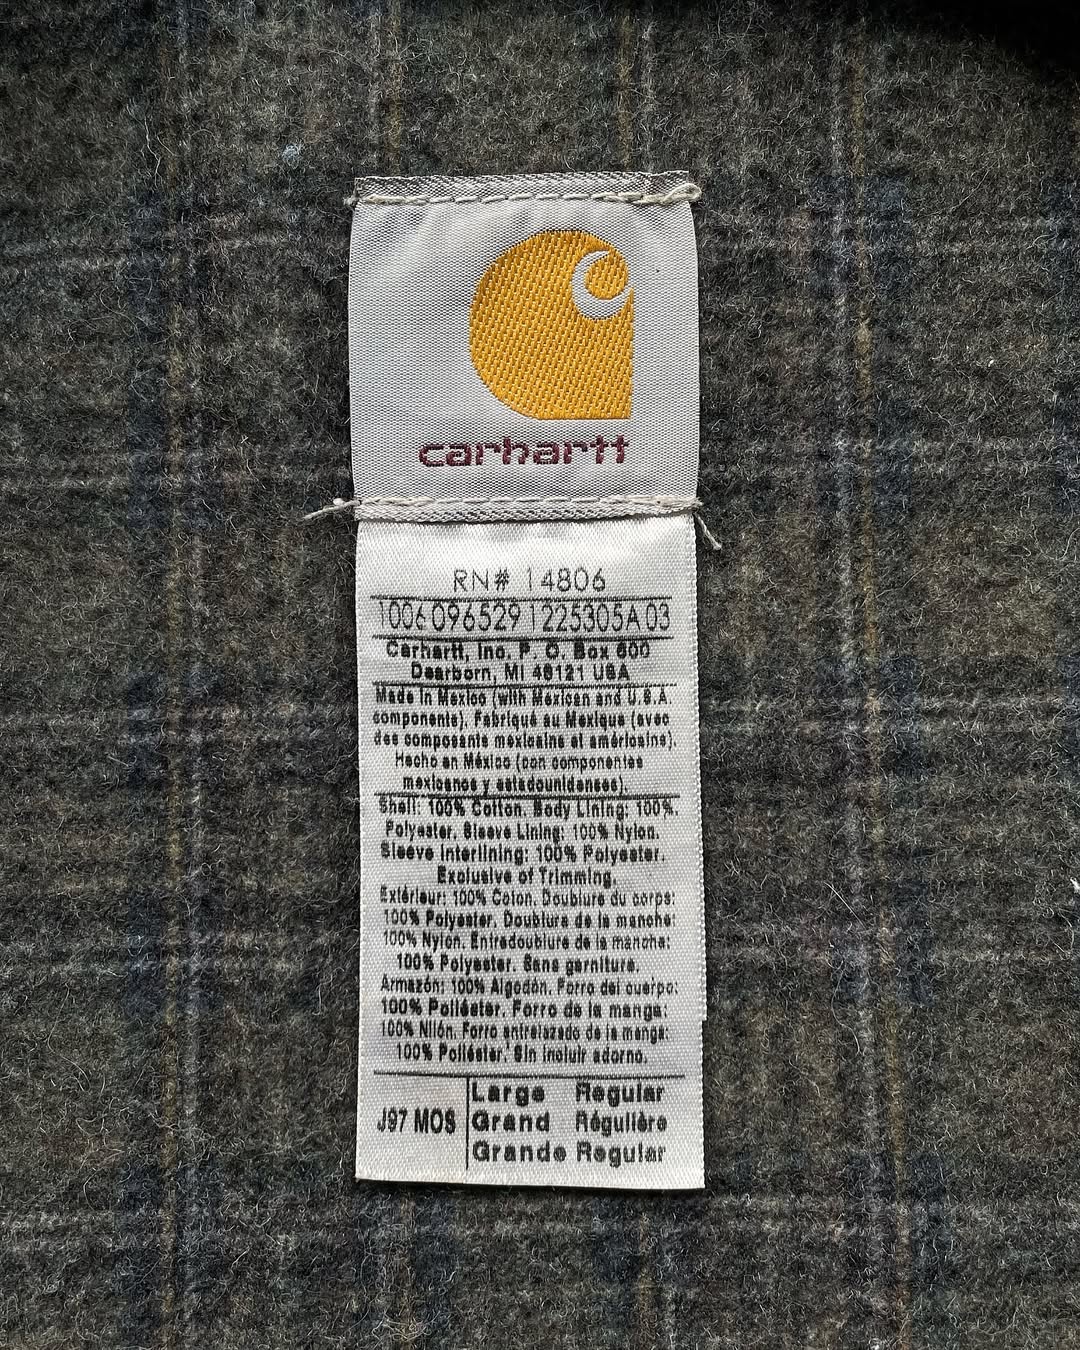 carhartt
RN# 14806
1006096529 1225305A 03
Carhartt, Inc. P. O. Box 600
Dearborn, MI 48121 USA
Made in Mexico (with Mexican and U.S.A.
components). Fabriqué au Mexique (avec
des composants mexicains et américains).
Hecho en México (con componentes
mexicanos y estadounidenses).
Shell: 100% Cotton. Body Lining: 100%
Polyester. Sleeve Lining: 100% Nylon.
Sleeve Interlining: 100% Polyester.
Exclusive of Trimming.
Extérieur: 100% Coton. Doublure du corps:
100% Polyester. Doublure de la manche:
100% Nylon. Entredoublure de la manche:
100% Polyester. Sans garniture.
Armazón: 100% Algodón. Forro del cuerpo:
100% Poliéster. Forro de la manga:
100% Nilón. Forro entrelazado de la manga:
100% Poliéster. Sin incluir adorno.
J97 MOS
Large Regular
Grand Régulière
Grande Regular